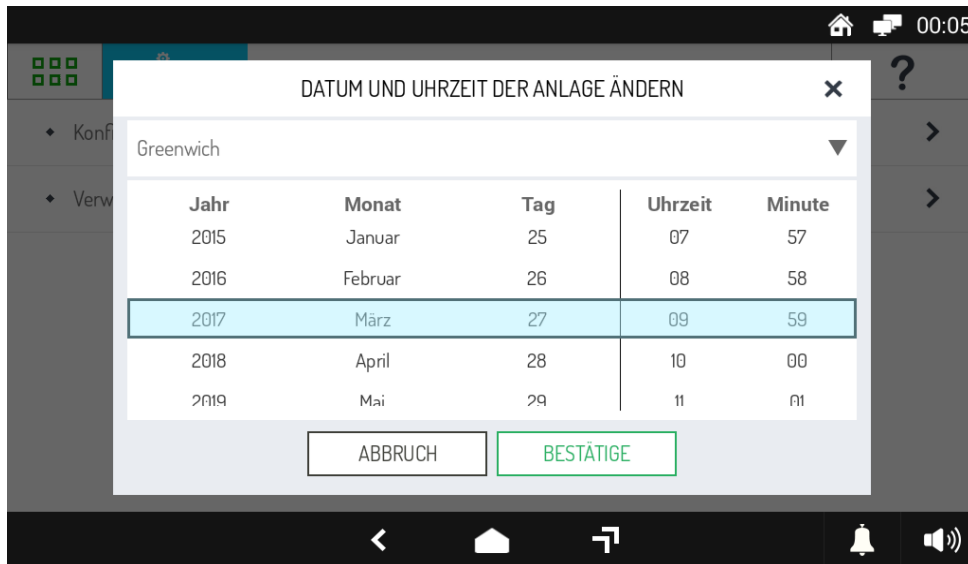 00:05
DATUM UND UHRZEIT DER ANLAGE ÄNDERN
?
Konf
Greenwich
Verw
Jahr Monat Tag Uhrzeit Minute
2015 Januar 25 07 57
2016 Februar 26 08 58
2017 März 27 09 59
2018 April 28 10 00
2019 Mai 29 11 01
ABBRUCH BESTÄTIGE